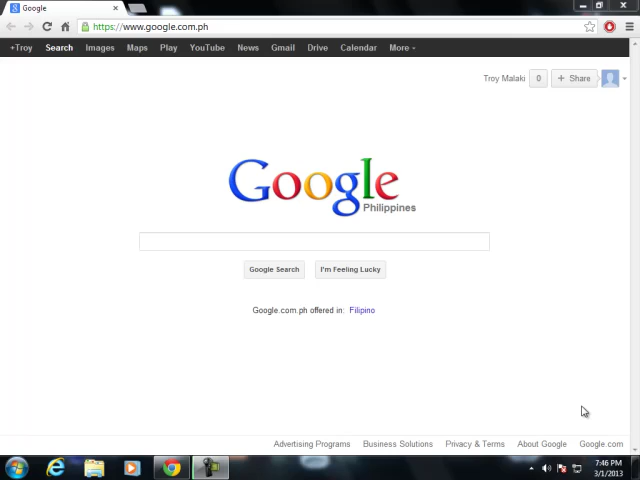 Google
https://www.google.com.ph
+Troy Search Images Maps Play YouTube News Gmail Drive Calendar More
Troy Malaki 0 + Share
Google
Philippines
Google Search I'm Feeling Lucky
Google.com.ph offered in: Filipino
Advertising Programs Business Solutions Privacy & Terms About Google Google.com
7:46 PM
3/1/2013